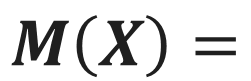 M(X) =